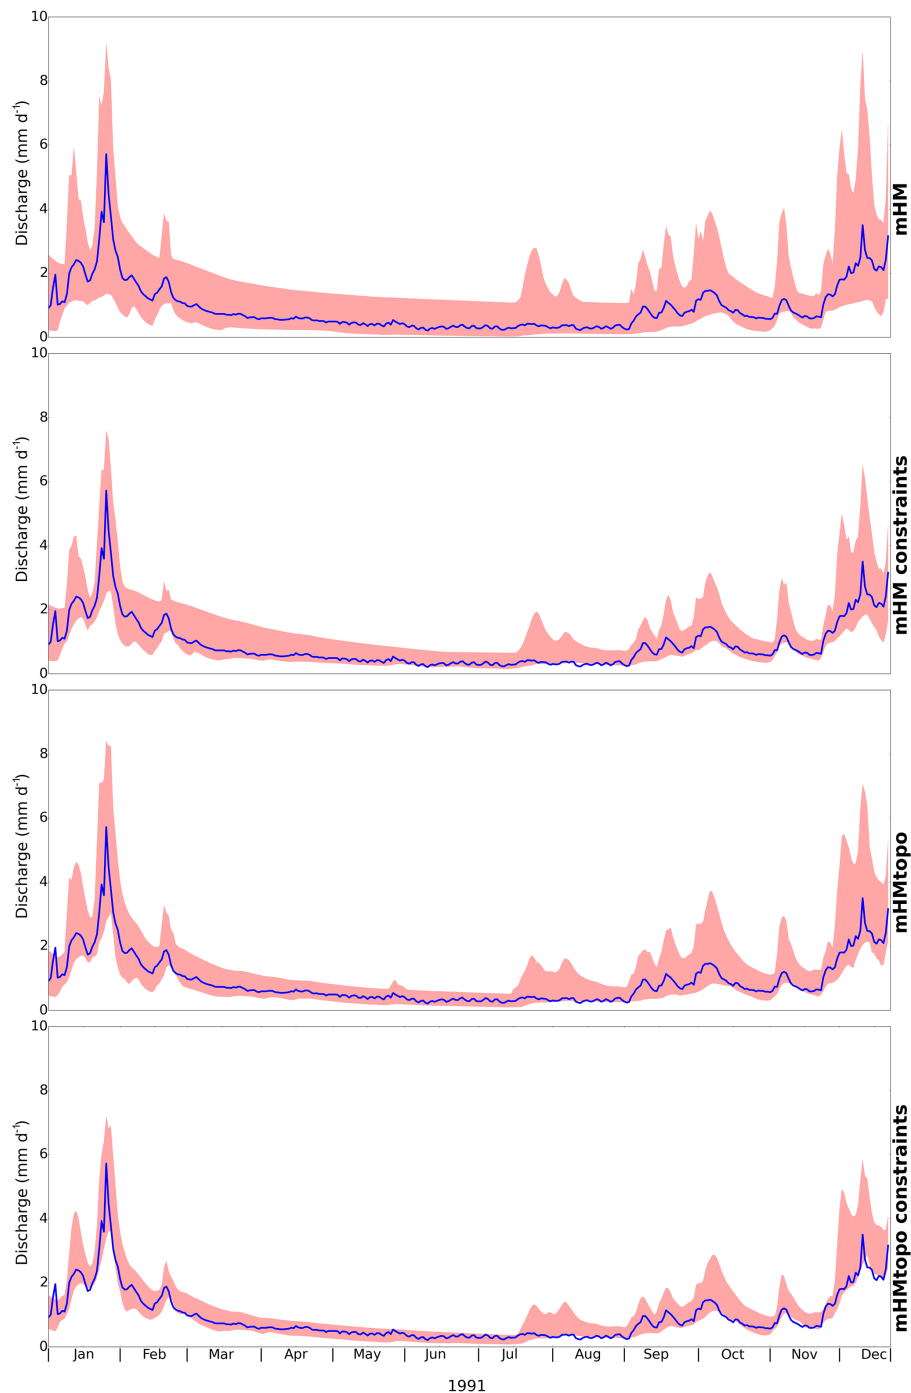 10
8
6
4
2
0
Discharge (mm d⁻¹)
mHM
10
8
6
4
2
0
Discharge (mm d⁻¹)
mHM constraints
10
8
6
4
2
0
Discharge (mm d⁻¹)
mHMtopo
10
8
6
4
2
0
Discharge (mm d⁻¹)
mHMtopo constraints
Jan Feb Mar Apr May Jun Jul Aug Sep Oct Nov Dec
1991